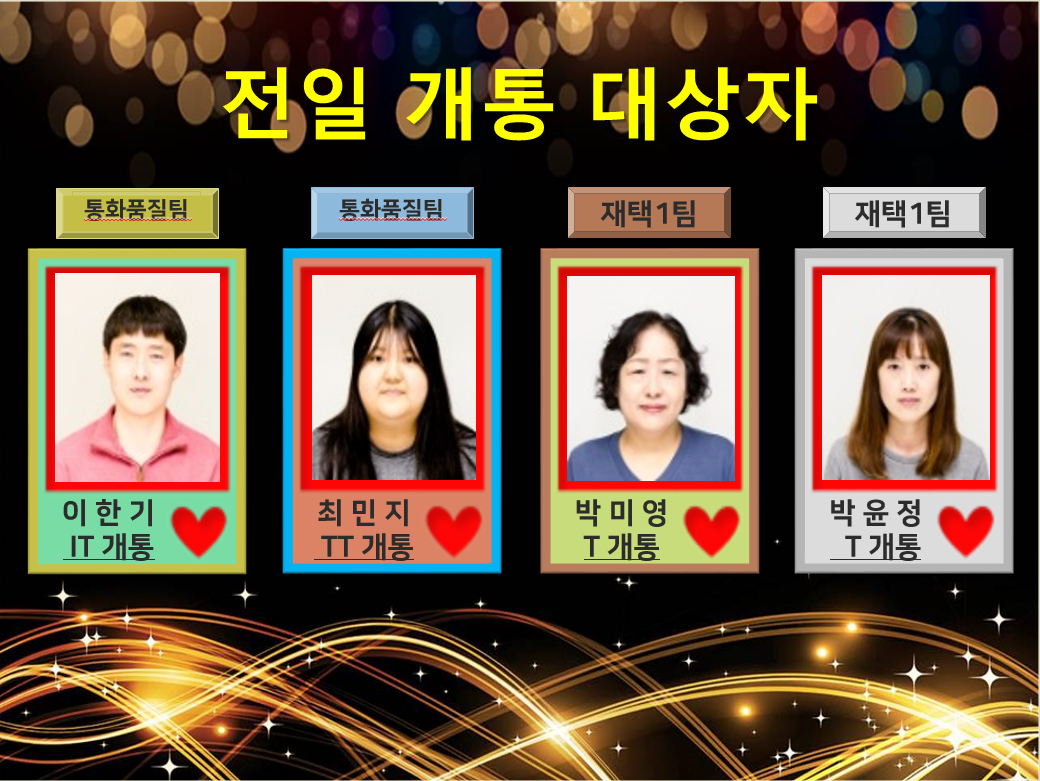 전일 개통 대상자
통화품질팀
통화품질팀
재택1팀
재택1팀
이 한 기
IT 개통
최 민 지
TT 개통
박 미 영
T 개통
박 윤 정
T 개통